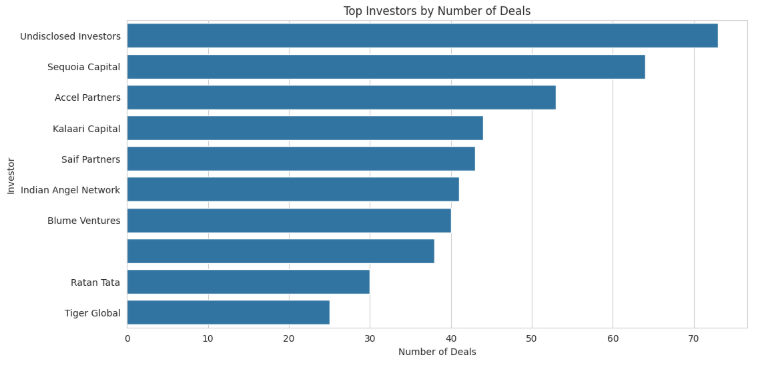 Top Investors by Number of Deals
Investor
Undisclosed Investors
Sequoia Capital
Accel Partners
Kalaari Capital
Saif Partners
Indian Angel Network
Blume Ventures
Ratan Tata
Tiger Global
0 10 20 30 40 50 60 70
Number of Deals